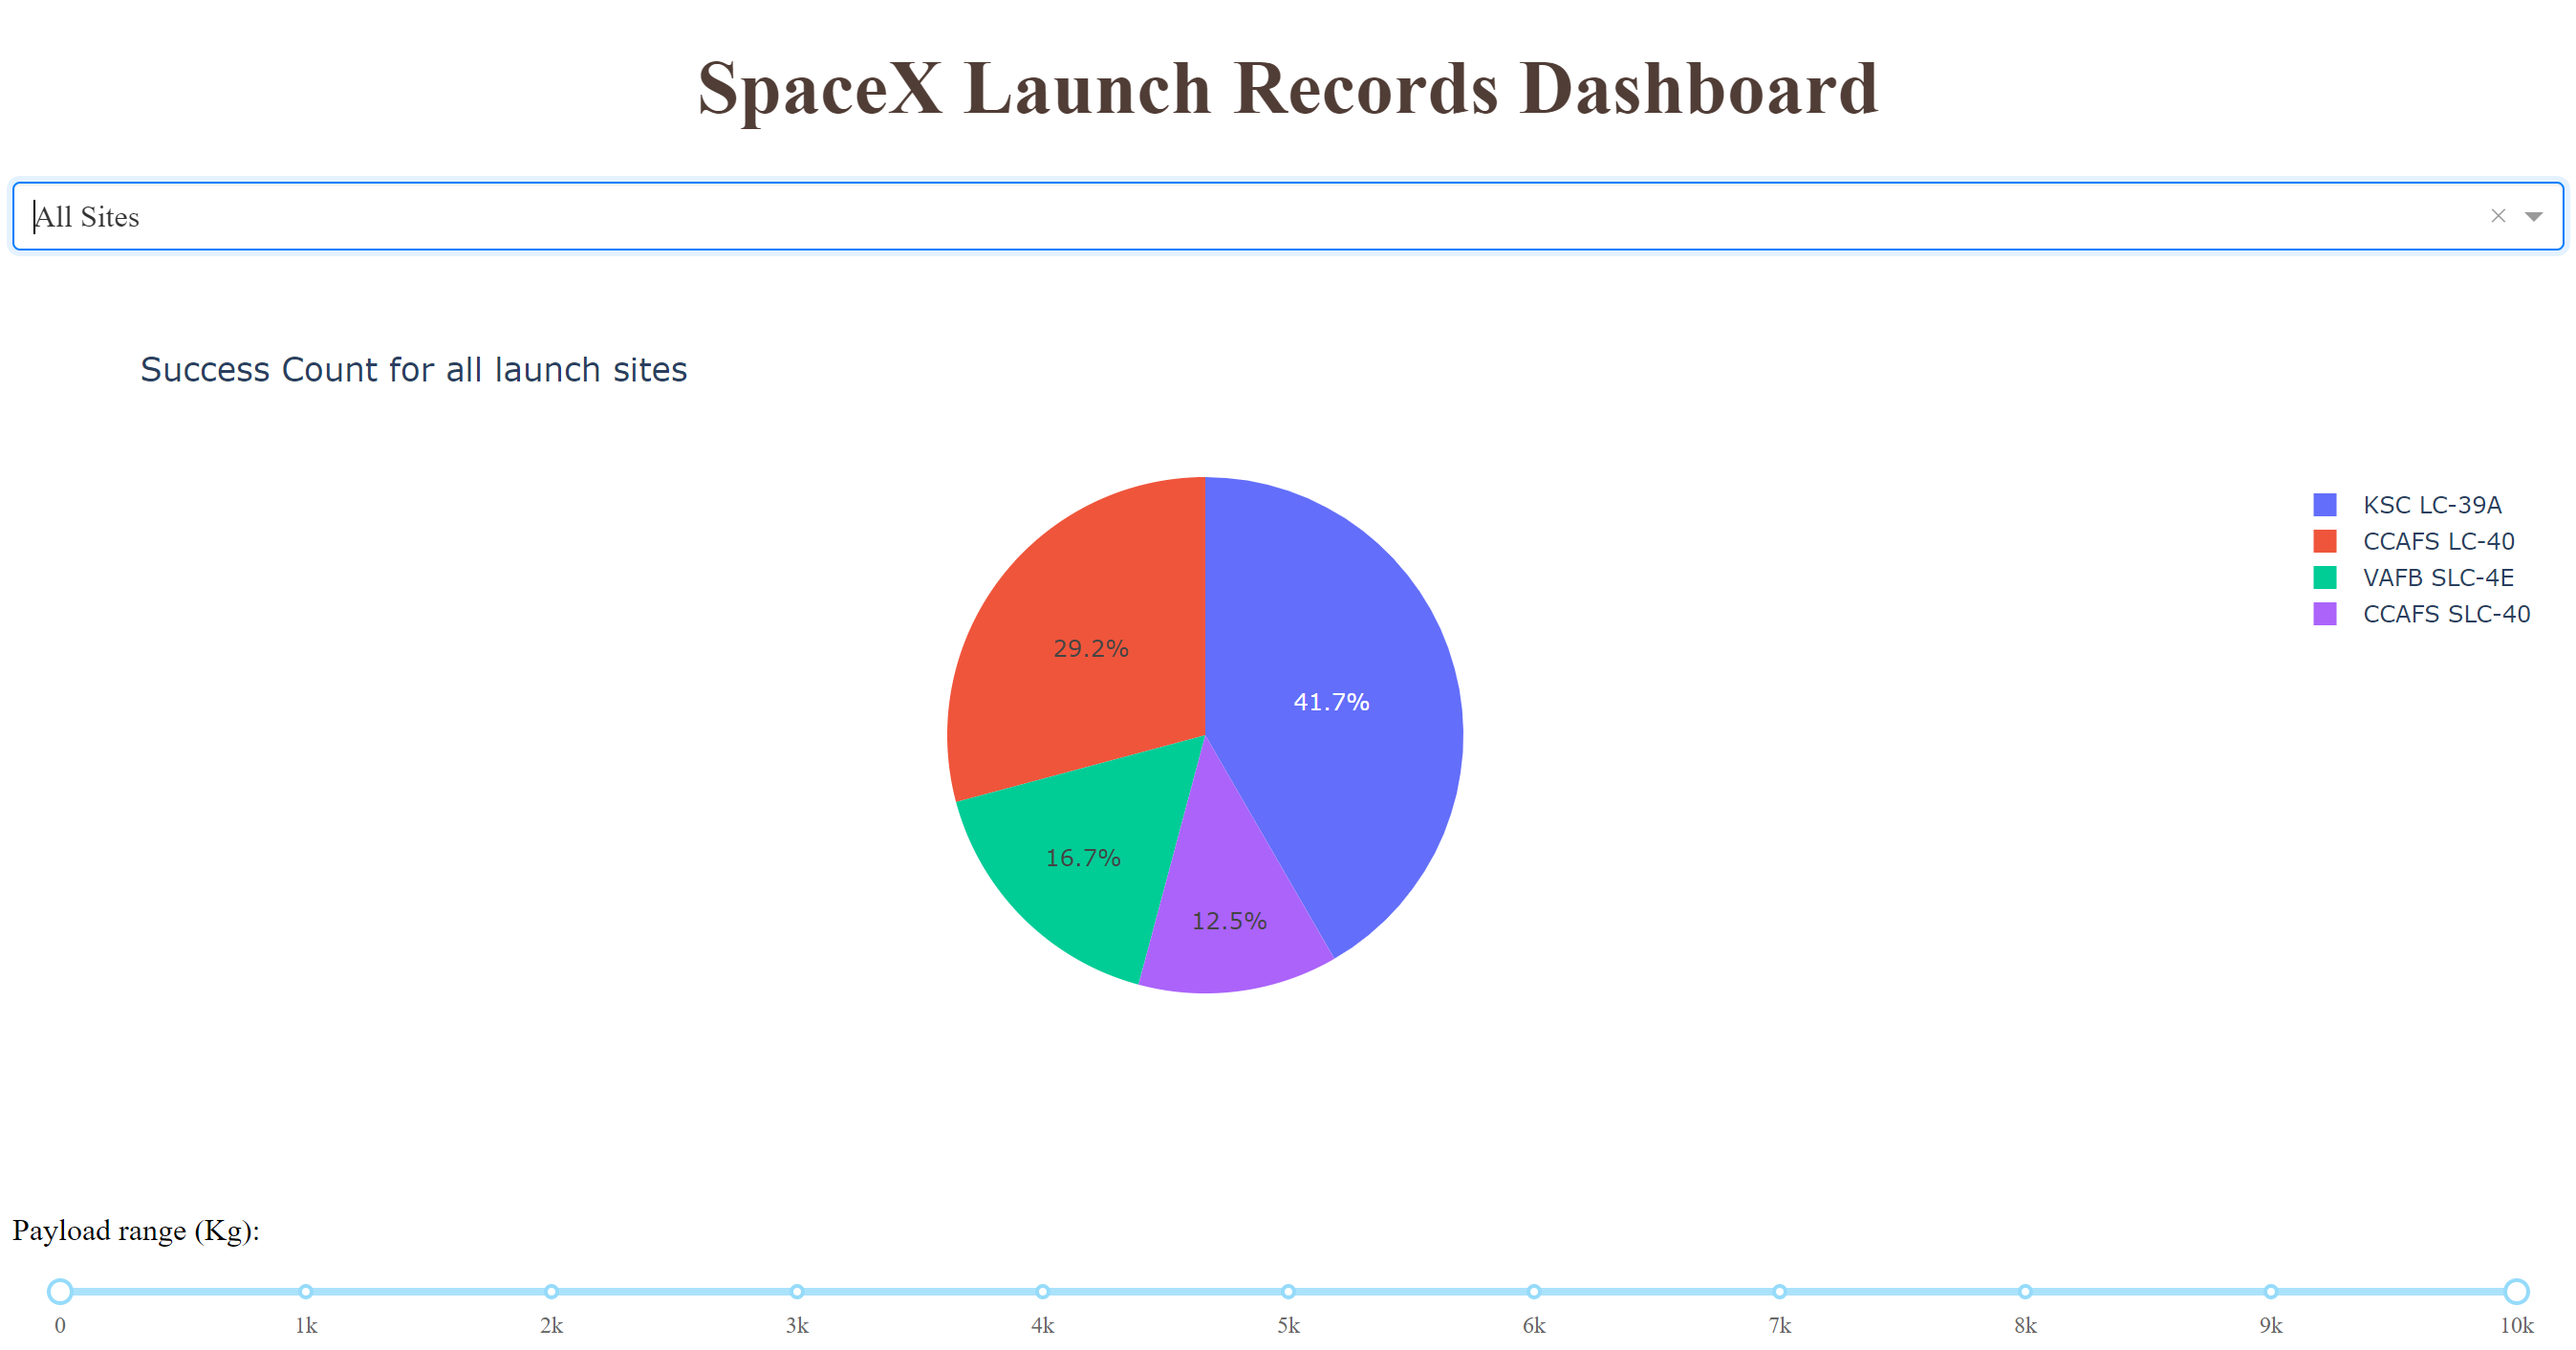 SpaceX Launch Records Dashboard
All Sites
Success Count for all launch sites
KSC LC-39A
CCAFS LC-40
VAFB SLC-4E
CCAFS SLC-40
29.2%
41.7%
16.7%
12.5%
Payload range (Kg):
0 1k 2k 3k 4k 5k 6k 7k 8k 9k 10k